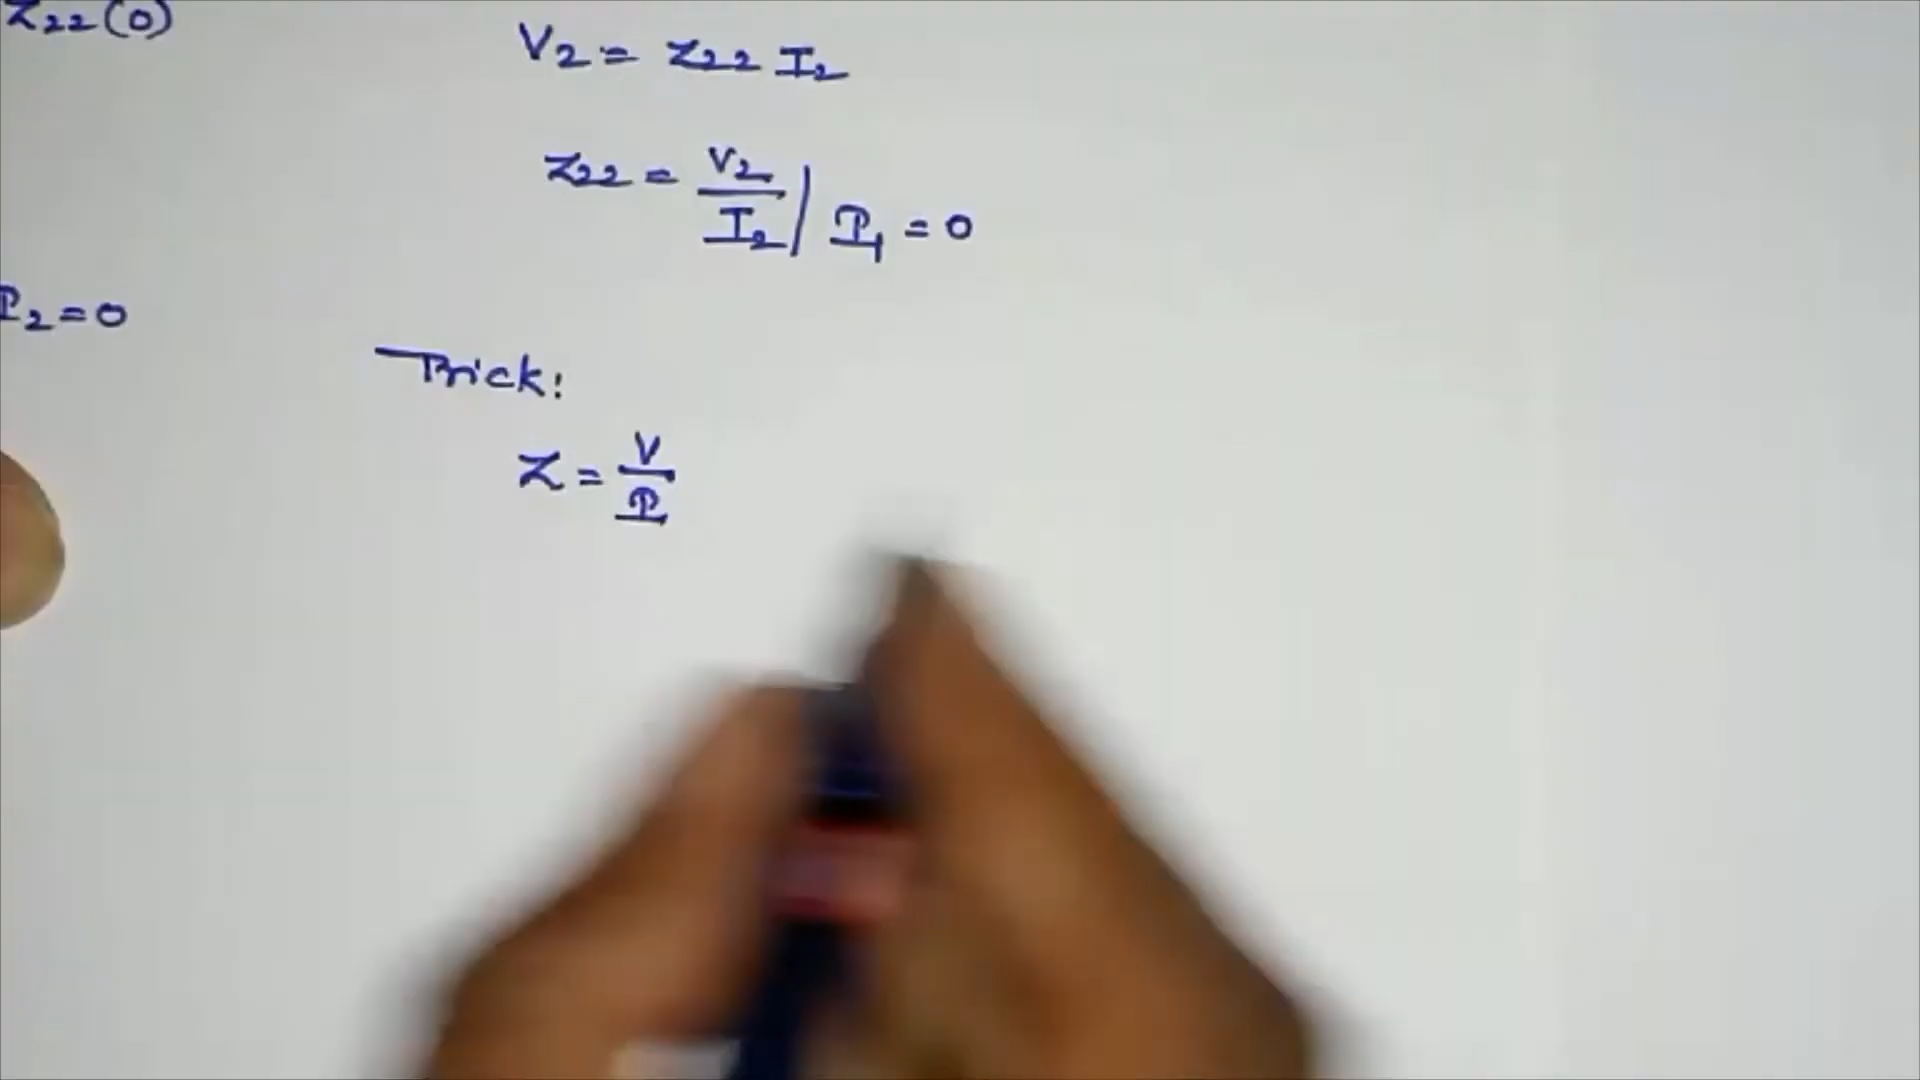 Z22(0)
V2 = Z22 I2
Z22 = V2/I2 | I1 = 0
I2 = 0
Trick:
Z = V/I